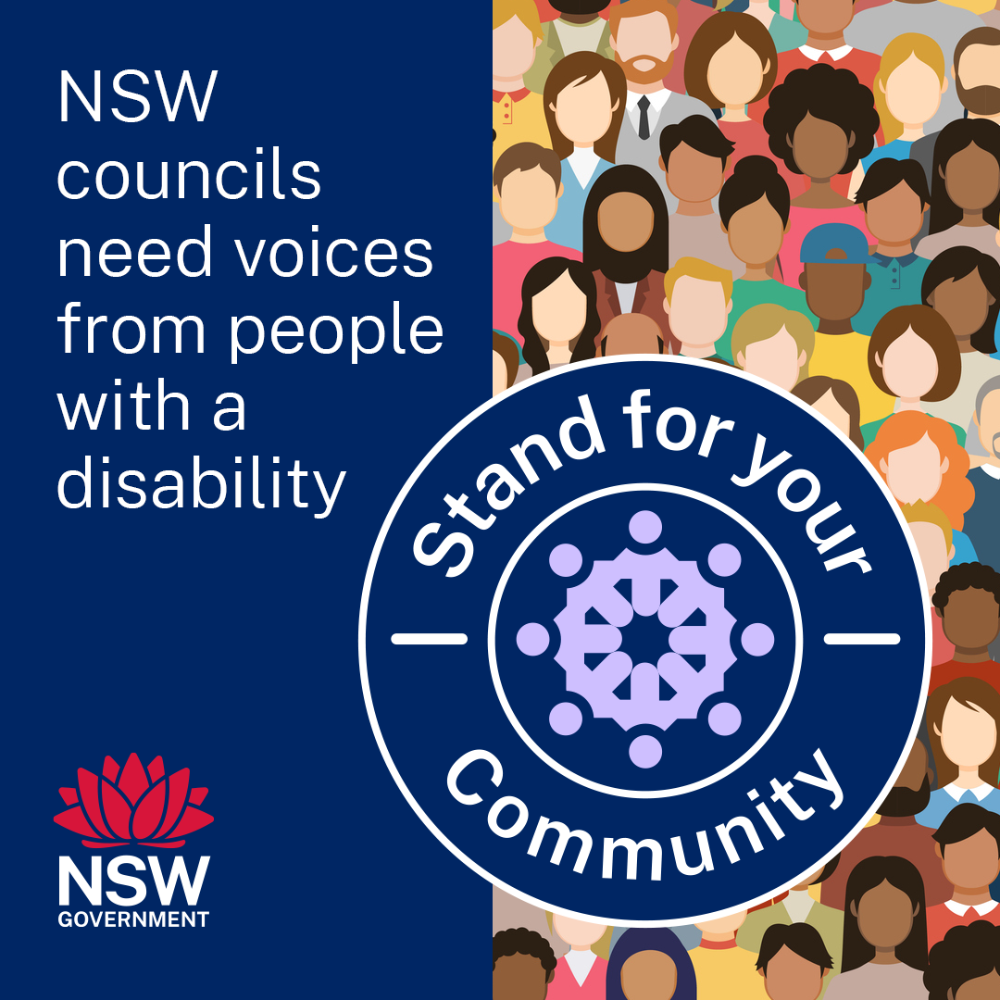 NSW
councils
need voices
from people
with a
disability
Stand for your
Community
NSW
GOVERNMENT